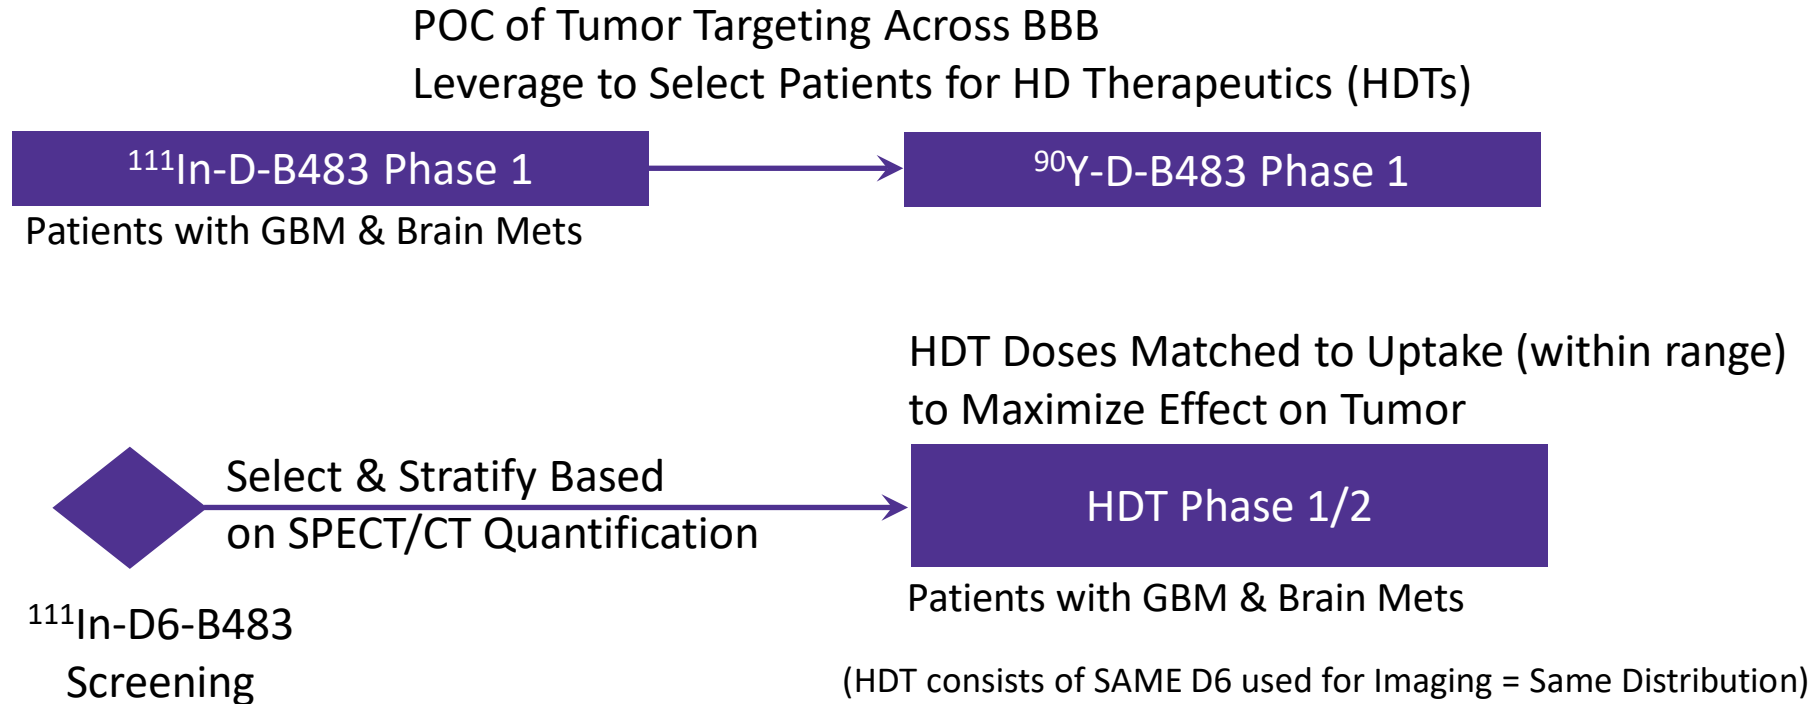 POC of Tumor Targeting Across BBB
Leverage to Select Patients for HD Therapeutics (HDTs)
¹¹¹In-D-B483 Phase 1
⁹⁰Y-D-B483 Phase 1
Patients with GBM & Brain Mets
HDT Doses Matched to Uptake (within range)
to Maximize Effect on Tumor
Select & Stratify Based
on SPECT/CT Quantification
HDT Phase 1/2
¹¹¹In-D6-B483
Screening
Patients with GBM & Brain Mets
(HDT consists of SAME D6 used for Imaging = Same Distribution)